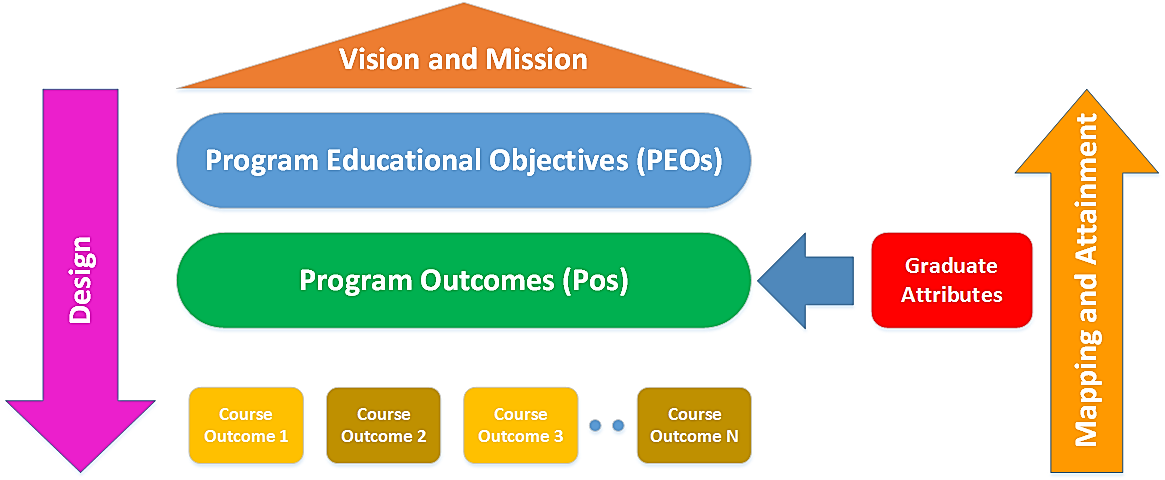 Vision and Mission
Program Educational Objectives (PEOs)
Program Outcomes (Pos)
Graduate
Attributes
Design
Mapping and Attainment
Course
Outcome 1
Course
Outcome 2
Course
Outcome 3
Course
Outcome N